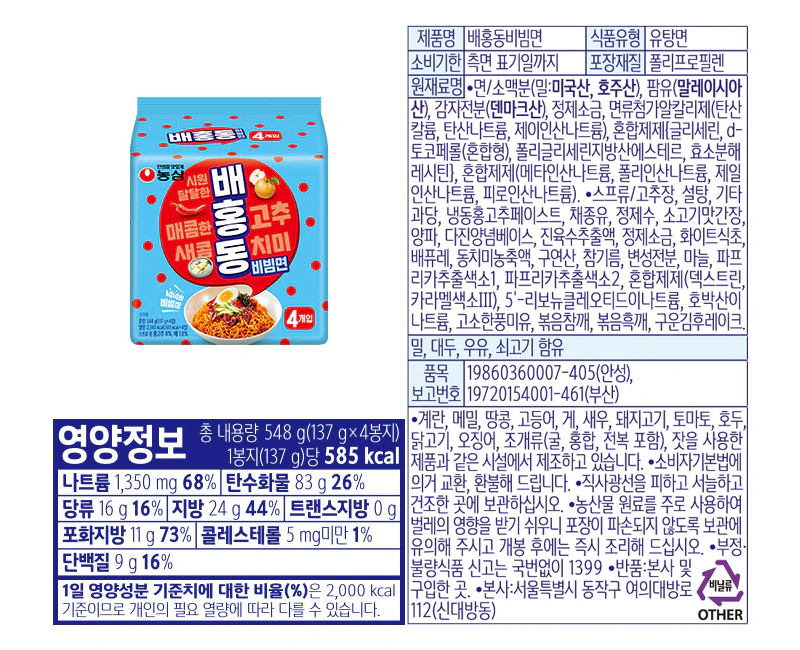 배홍동 비빔면 4개입
인생을 맛있게
농심
시원 달달한 배
매콤한 홍 고추
새콤 동 치미
비빔면
넉넉한 비빔장
4개입
영양정보
총 내용량 548 g(137 g×4봉지)
1봉지(137 g)당 585 kcal
나트륨 1,350 mg 68% 탄수화물 83 g 26%
당류 16 g 16% 지방 24 g 44% 트랜스지방 0 g
포화지방 11 g 73% 콜레스테롤 5 mg미만 1%
단백질 9 g 16%
1일 영양성분 기준치에 대한 비율(%)은 2,000 kcal
기준이므로 개인의 필요 열량에 따라 다를 수 있습니다.
제품명 배홍동비빔면 식품유형 유탕면
소비기한 측면 표기일까지 포장재질 폴리프로필렌
원재료명 •면/소맥분(밀:미국산, 호주산), 팜유(말레이시아
산), 감자전분(덴마크산), 정제소금, 면류첨가알칼리제(탄산
칼륨, 탄산나트륨, 제이인산나트륨), 혼합제제{글리세린, d-
토코페롤(혼합형), 폴리글리세린지방산에스테르, 효소분해
레시틴}, 혼합제제(메타인산나트륨, 폴리인산나트륨, 제일
인산나트륨, 피로인산나트륨). •스프류/고추장, 설탕, 기타
과당, 냉동홍고추페이스트, 채종유, 정제수, 소고기맛간장,
양파, 다진양념베이스, 진육수추출액, 정제소금, 화이트식초,
배퓨레, 동치미농축액, 구연산, 참기름, 변성전분, 마늘, 파프
리카추출색소1, 파프리카추출색소2, 혼합제제(덱스트린,
카라멜색소III), 5'-리보뉴클레오티드이나트륨, 호박산이
나트륨, 고소한풍미유, 볶음참깨, 볶음흑깨, 구운김후레이크.
밀, 대두, 우유, 쇠고기 함유
품목 19860360007-405(안성),
보고번호 19720154001-461(부산)
•계란, 메밀, 땅콩, 고등어, 게, 새우, 돼지고기, 토마토, 호두,
닭고기, 오징어, 조개류(굴, 홍합, 전복 포함), 잣을 사용한
제품과 같은 시설에서 제조하고 있습니다. •소비자기본법에
의거 교환, 환불해 드립니다. •직사광선을 피하고 서늘하고
건조한 곳에 보관하십시오. •농산물 원료를 주로 사용하여
벌레의 영향을 받기 쉬우니 포장이 파손되지 않도록 보관에
유의해 주시고 개봉 후에는 즉시 조리해 드십시오. •부정·
불량식품 신고는 국번없이 1399 •반품:본사 및
구입한 곳. •본사:서울특별시 동작구 여의대방로
112(신대방동)
비닐류
OTHER